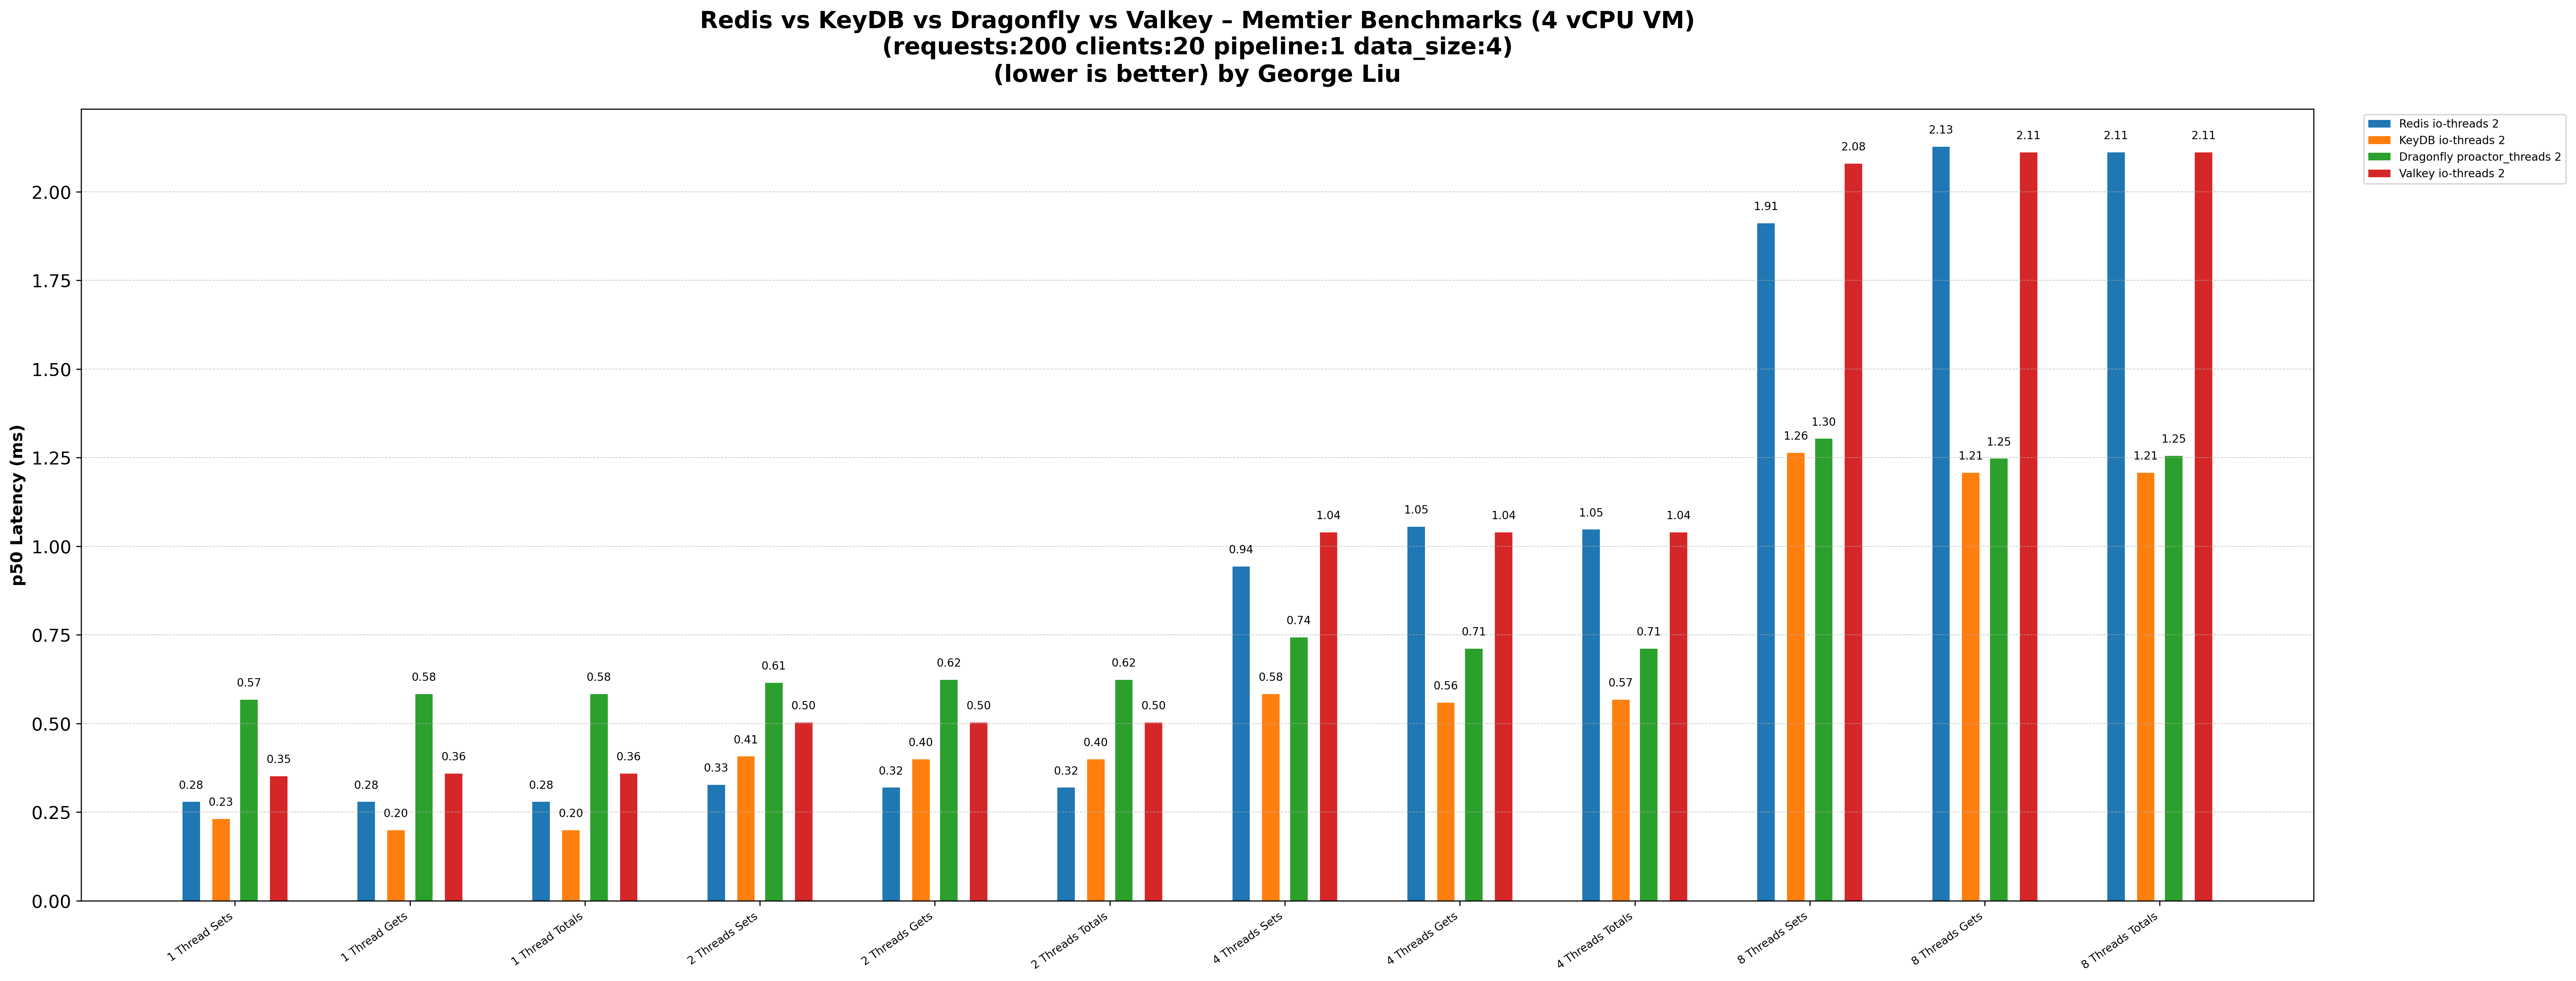 Redis vs KeyDB vs Dragonfly vs Valkey – Memtier Benchmarks (4 vCPU VM)
(requests:200 clients:20 pipeline:1 data_size:4)
(lower is better) by George Liu
Redis io-threads 2
KeyDB io-threads 2
Dragonfly proactor_threads 2
Valkey io-threads 2
p50 Latency (ms)
2.00
1.75
1.50
1.25
1.00
0.75
0.50
0.25
0.00
0.28 0.23 0.57 0.35
0.28 0.20 0.58 0.36
0.28 0.20 0.58 0.36
0.33 0.41 0.61 0.50
0.32 0.40 0.62 0.50
0.32 0.40 0.62 0.50
0.94 0.58 0.74 1.04
1.05 0.56 0.71 1.04
1.05 0.57 0.71 1.04
1.91 1.26 1.30 2.08
2.13 1.21 1.25 2.11
2.11 1.21 1.25 2.11
1 Thread Sets
1 Thread Gets
1 Thread Totals
2 Threads Sets
2 Threads Gets
2 Threads Totals
4 Threads Sets
4 Threads Gets
4 Threads Totals
8 Threads Sets
8 Threads Gets
8 Threads Totals